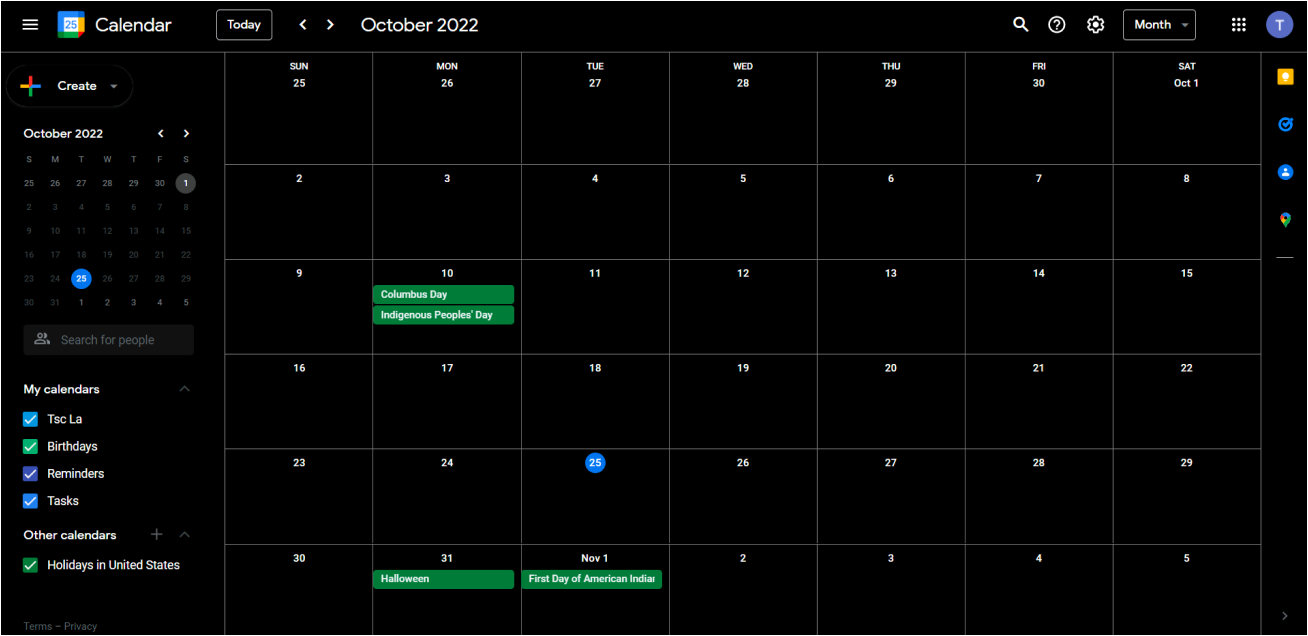 25 Calendar Today October 2022 Month T
Create
October 2022
S M T W T F S
25 26 27 28 29 30 1
2 3 4 5 6 7 8
9 10 11 12 13 14 15
16 17 18 19 20 21 22
23 24 25 26 27 28 29
30 31 1 2 3 4 5
Search for people
My calendars
Tsc La
Birthdays
Reminders
Tasks
Other calendars
Holidays in United States
Terms – Privacy
SUN MON TUE WED THU FRI SAT
25 26 27 28 29 30 Oct 1
2 3 4 5 6 7 8
9 10 11 12 13 14 15
Columbus Day
Indigenous Peoples' Day
16 17 18 19 20 21 22
23 24 25 26 27 28 29
30 31 Nov 1 2 3 4 5
Halloween First Day of American Indian